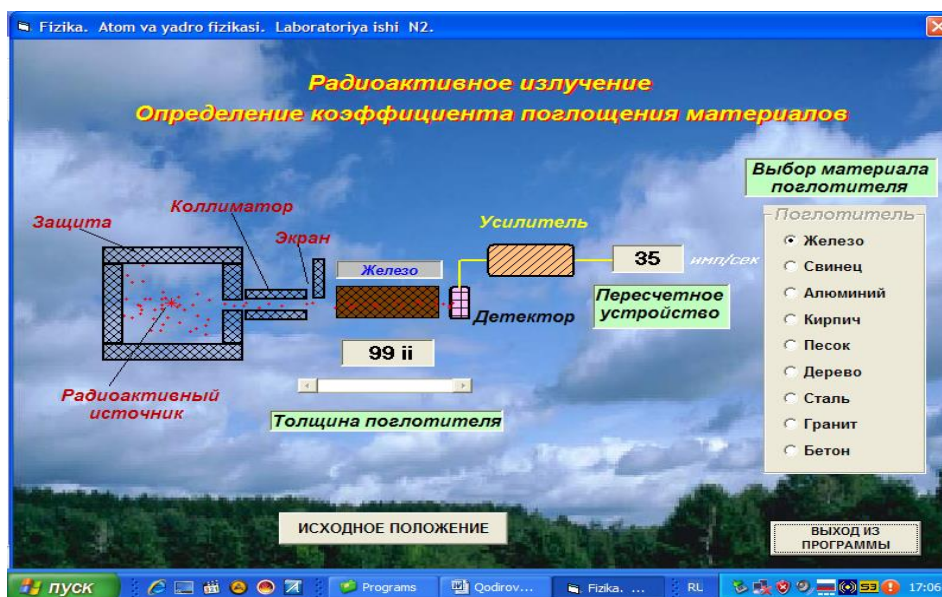 Fizika. Atom va yadro fizikasi. Laboratoriya ishi N2.
Радиоактивное излучение
Определение коэффициента поглощения материалов
Выбор материала
поглотителя
Защита
Коллиматор
Экран
Усилитель
Железо
35 имп/сек
Пересчетное
устройство
Детектор
99 ii
Радиоактивный
источник
Толщина поглотителя
Поглотитель
Железо
Свинец
Алюминий
Кирпич
Песок
Дерево
Сталь
Гранит
Бетон
ИСХОДНОЕ ПОЛОЖЕНИЕ
ВЫХОД ИЗ
ПРОГРАММЫ
пуск
Programs
Qodirov...
Fizika. ...
RU
53
17:06